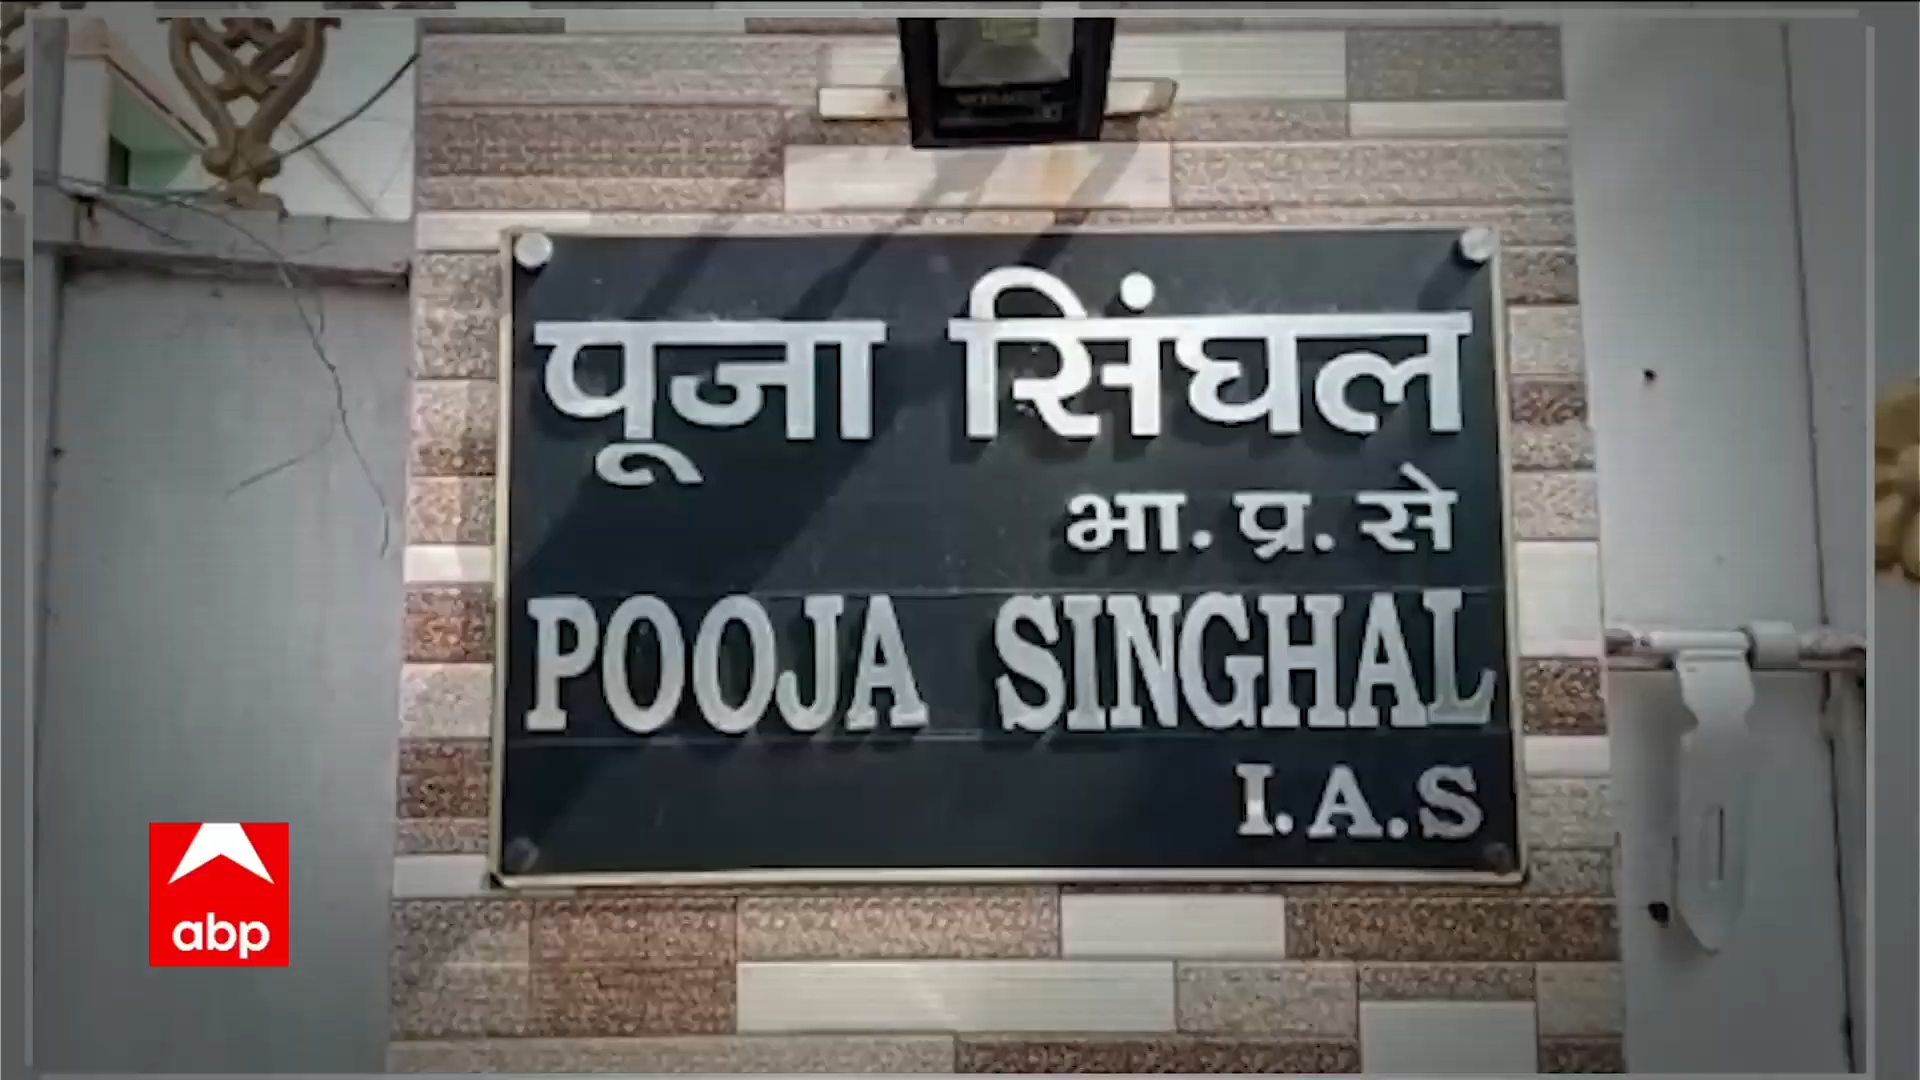 पूजा सिंघल
भा. प्र. से
POOJA SINGHAL
I.A.S
abp